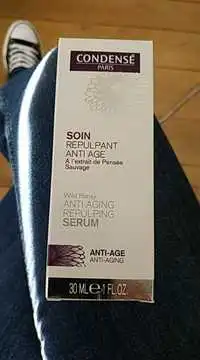 CONDENSÉ
PARIS
SOIN
REPULPANT
ANTI AGE
A l'extrait de Pensée
Sauvage
Wild Pansy
ANTI-AGING
REPULPING
SERUM
ANTI-AGE
ANTI-AGING
30 ML e 1 FL.OZ